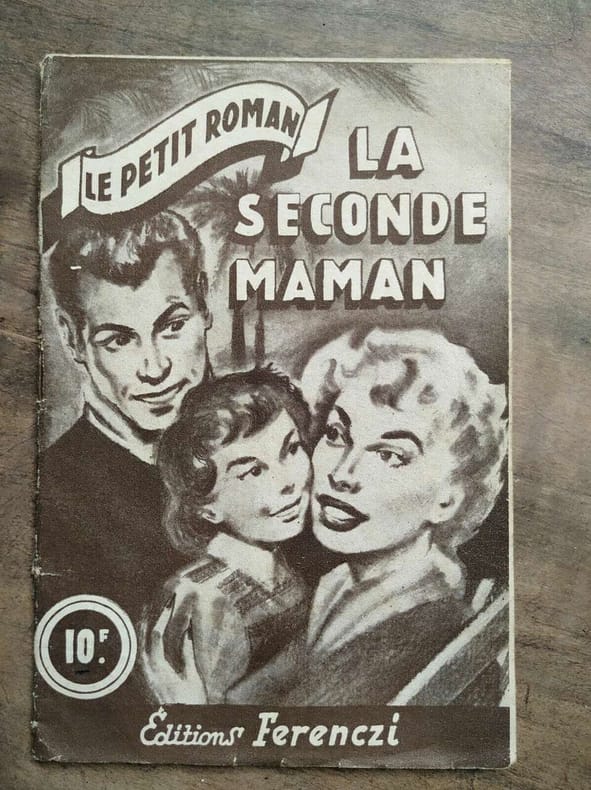 LE PETIT ROMAN
LA
SECONDE
MAMAN
10F.
Éditions Ferenczi